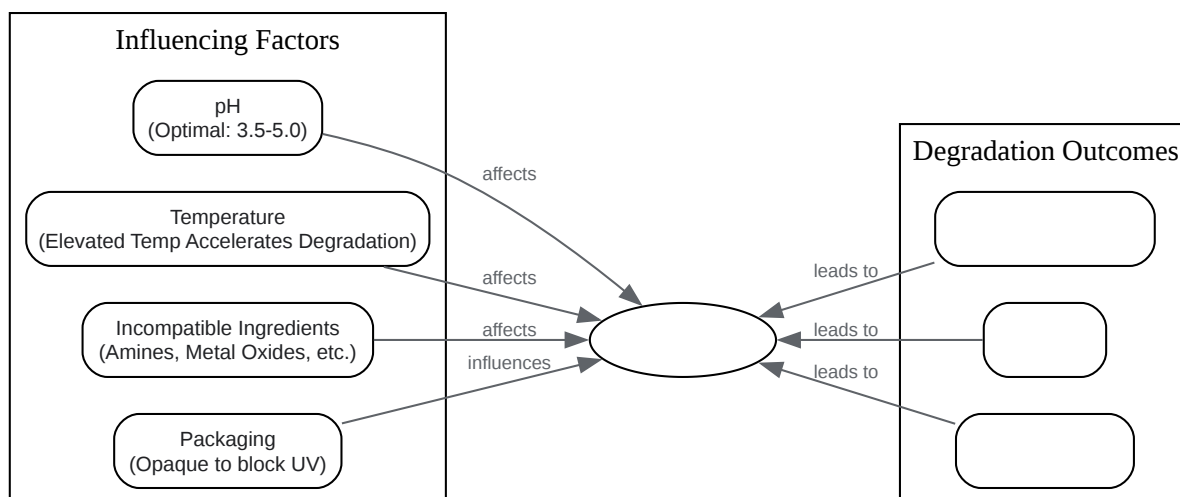 Influencing Factors
pH
(Optimal: 3.5-5.0)
affects
Temperature
(Elevated Temp Accelerates Degradation)
affects
Incompatible Ingredients
(Amines, Metal Oxides, etc.)
affects
influences
Packaging
(Opaque to block UV)
Degradation Outcomes
leads to
leads to
leads to